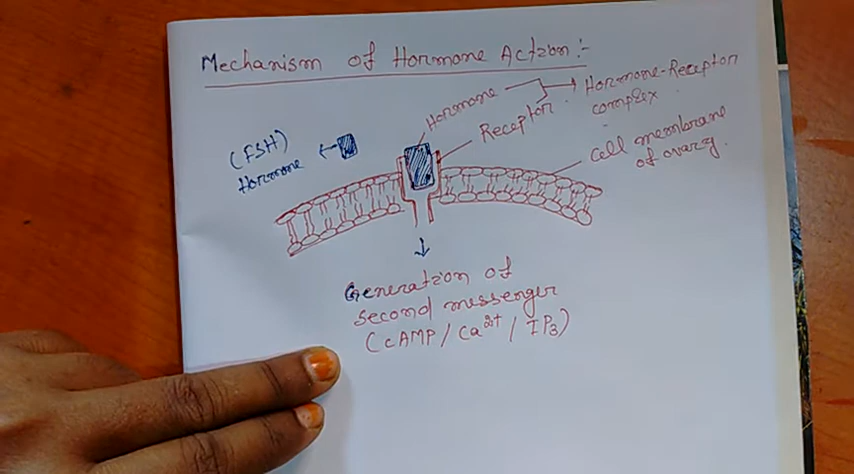 Mechanism of Hormone Action :-
Hormone
Receptor
Hormone-Receptor
complex
(FSH)
Hormone
cell membrane
of ovary
Generation of
second messenger
(cAMP / Ca²⁺ / IP₃)